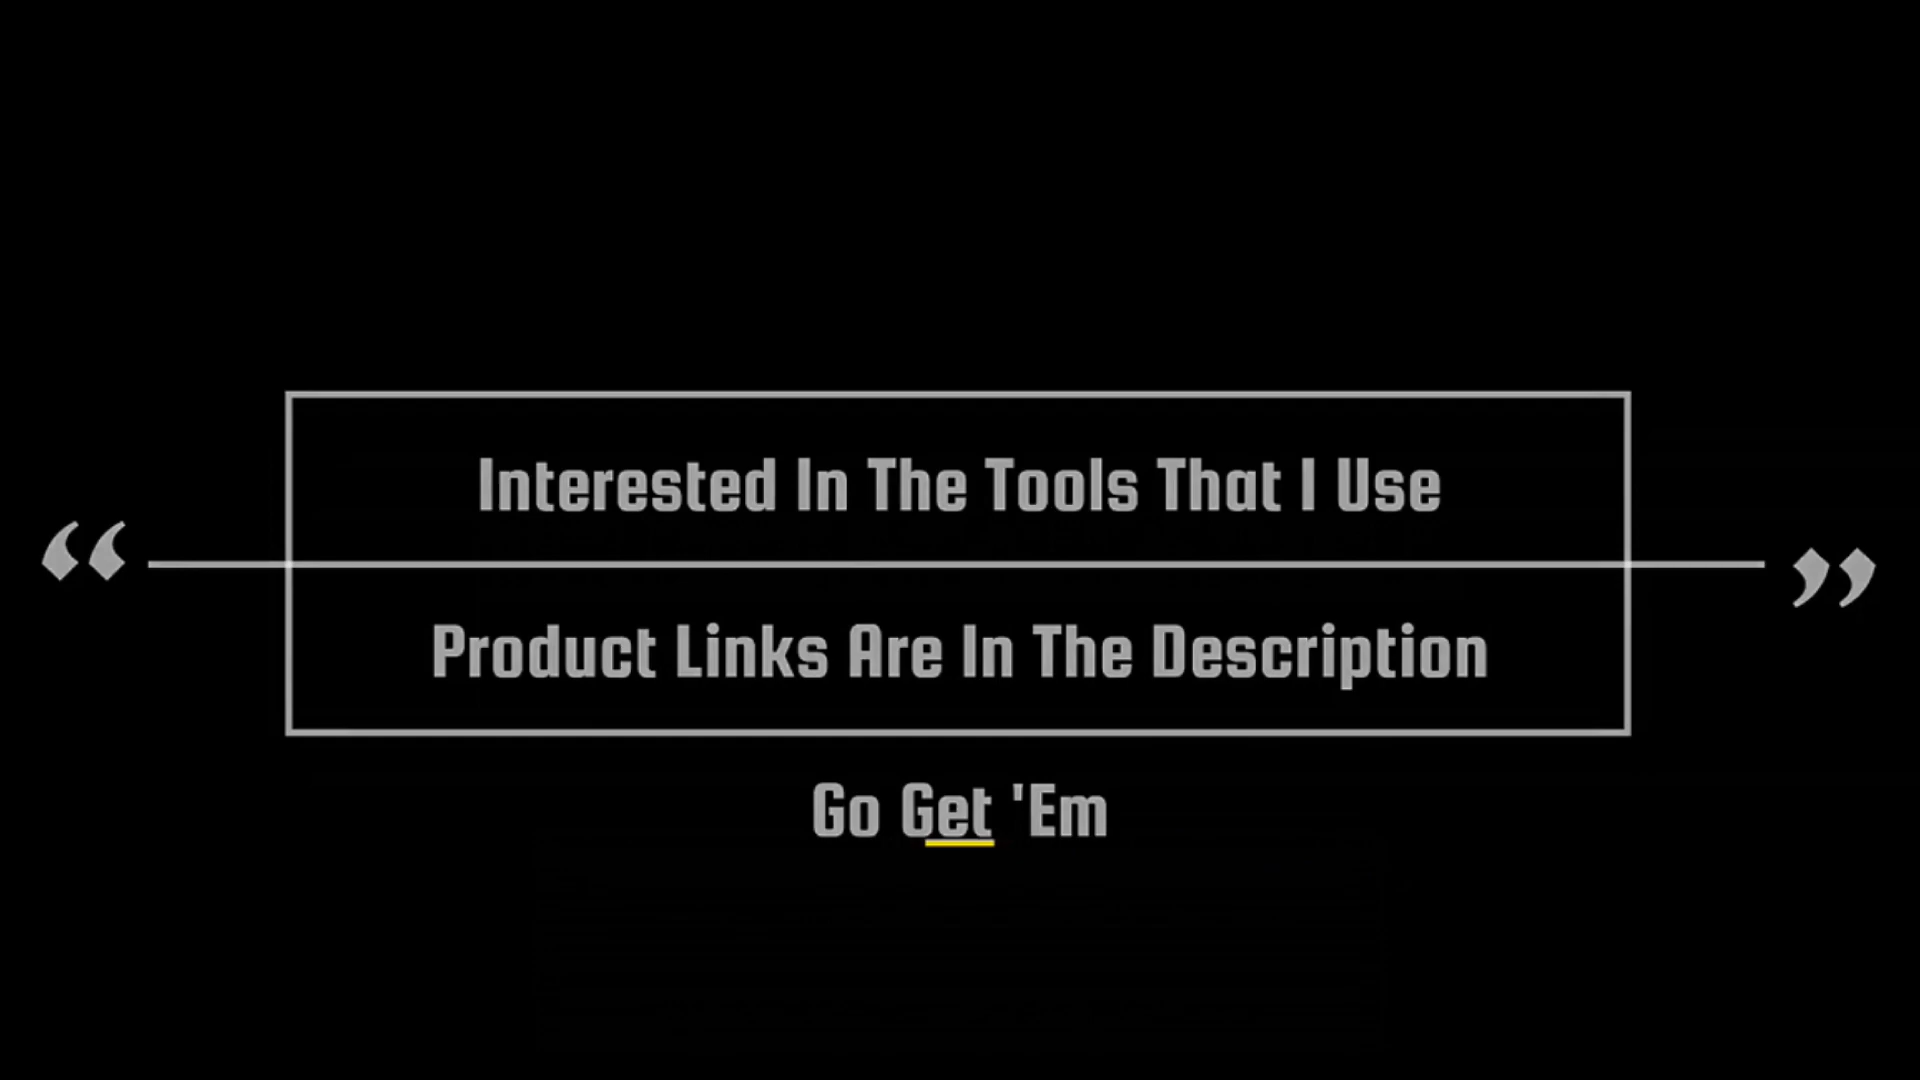 Interested In The Tools That I Use
“ ”
Product Links Are In The Description
Go Get 'Em